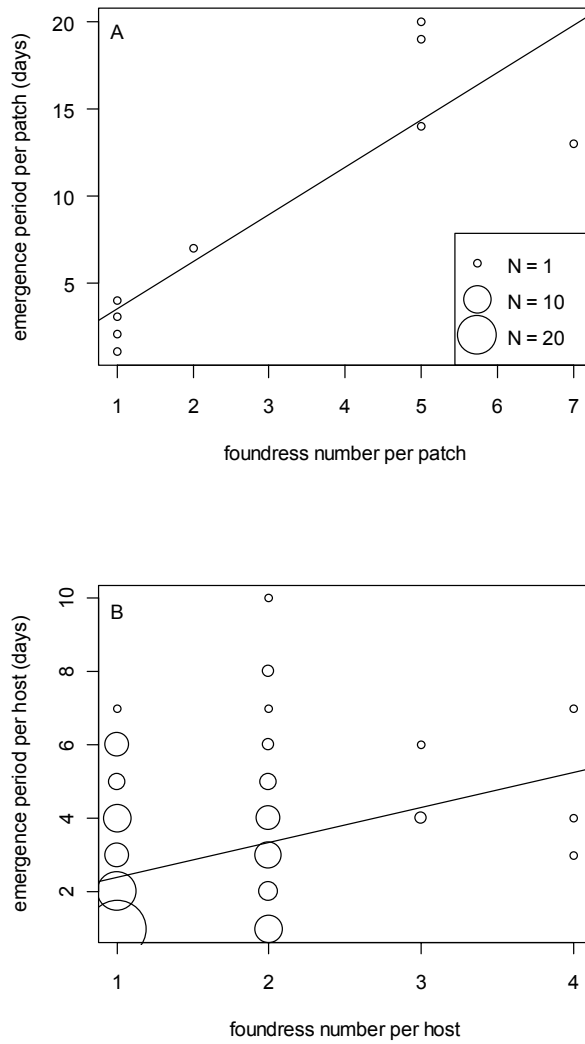 A
emergence period per patch (days)
20
15
10
5
N = 1
N = 10
N = 20
1 2 3 4 5 6 7
foundress number per patch
B
emergence period per host (days)
10
8
6
4
2
1 2 3 4
foundress number per host